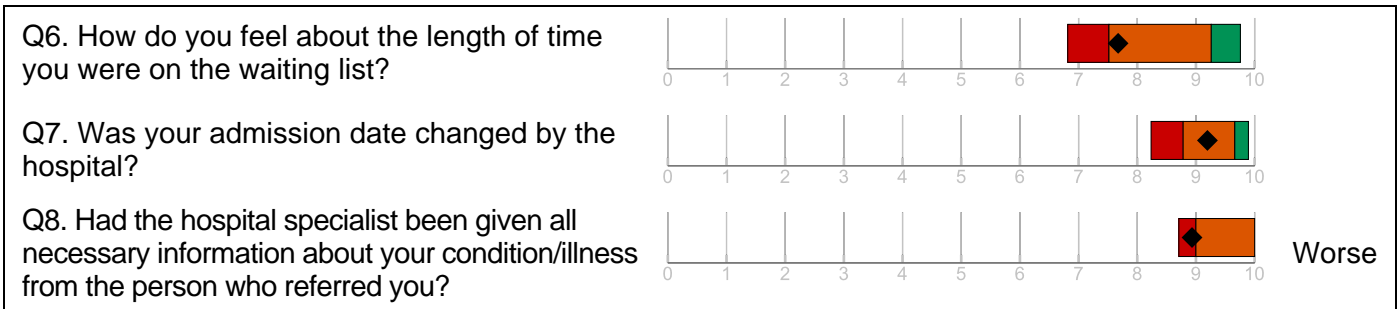 Q6. How do you feel about the length of time
you were on the waiting list?
0 1 2 3 4 5 6 7 8 9 10
Q7. Was your admission date changed by the
hospital?
0 1 2 3 4 5 6 7 8 9 10
Q8. Had the hospital specialist been given all
necessary information about your condition/illness
from the person who referred you?
0 1 2 3 4 5 6 7 8 9 10
Worse